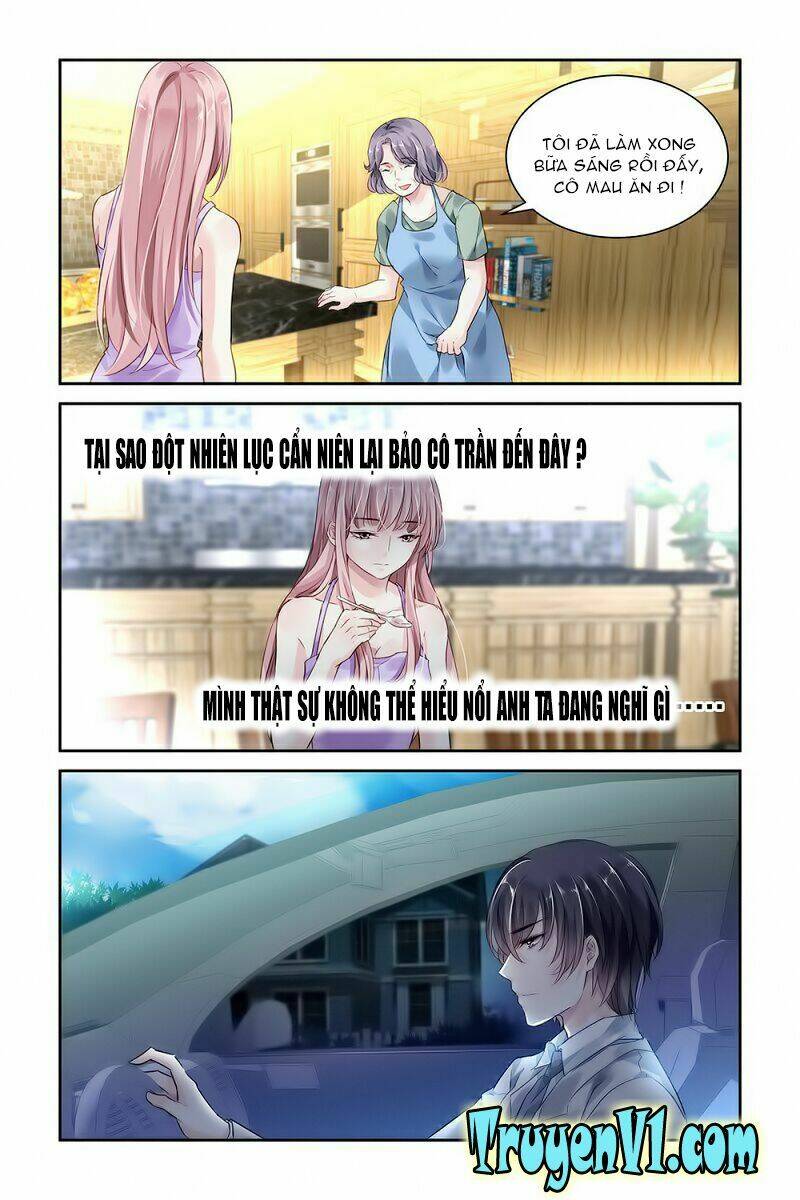 TÔI ĐÃ LÀM XONG
BỮA SÁNG RỒI ĐẤY,
CÔ MAU ĂN ĐI !
TẠI SAO ĐỘT NHIÊN LỤC CẨN NIÊN LẠI BẢO CÔ TRẦN ĐẾN ĐÂY ?
MÌNH THẬT SỰ KHÔNG THỂ HIỂU NỔI ANH TA ĐANG NGHĨ GÌ ......
TruyenV1.com